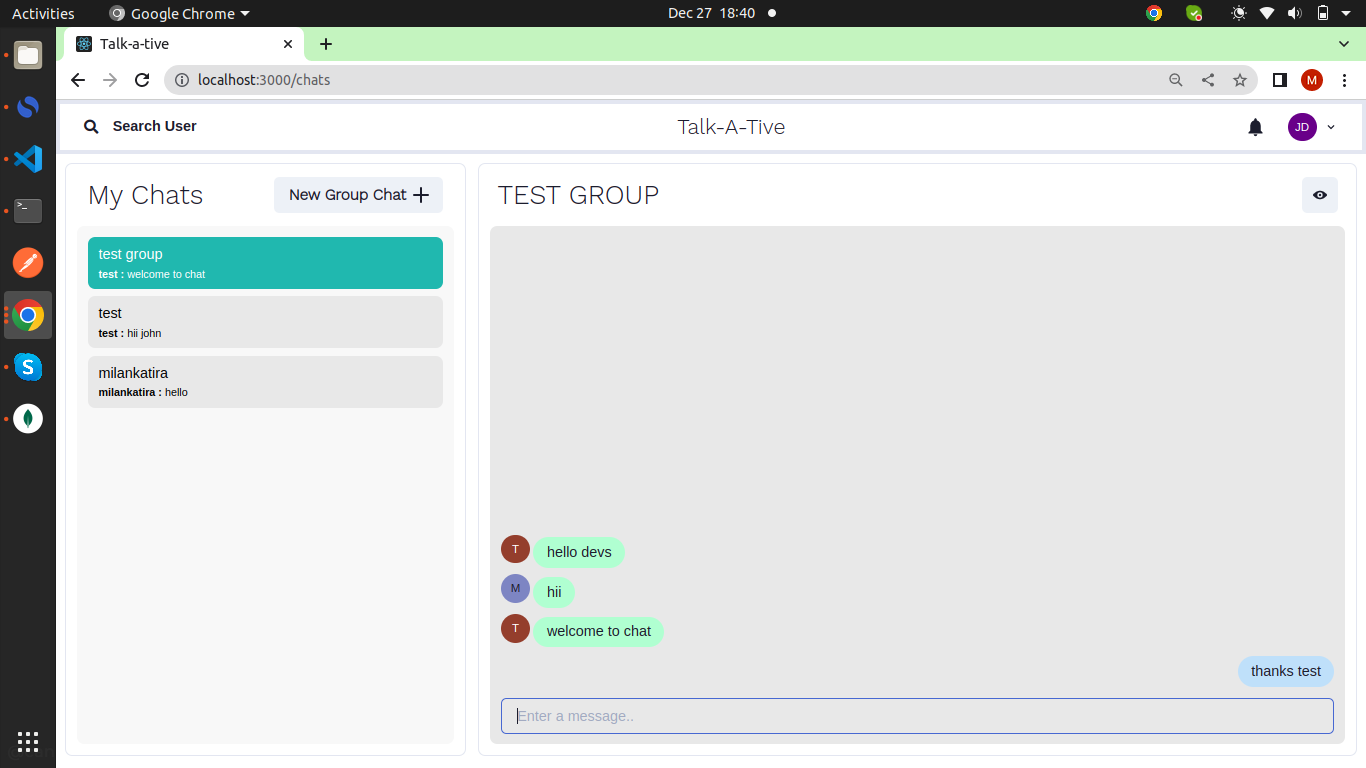 Activities Google Chrome Dec 27 18:40
Talk-a-tive
localhost:3000/chats M
Search User Talk-A-Tive JD
My Chats New Group Chat
test group
test : welcome to chat
test
test : hii john
milankatira
milankatira : hello
TEST GROUP
T hello devs
M hii
T welcome to chat
thanks test
Enter a message..